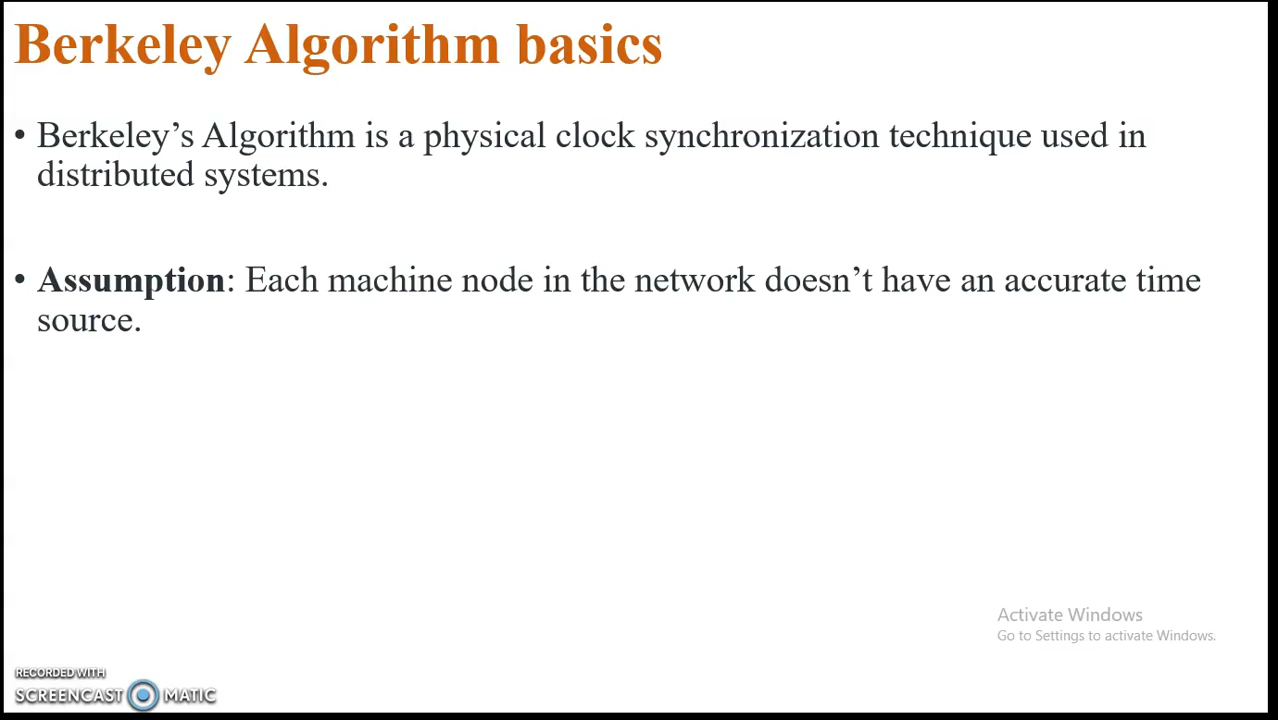 Berkeley Algorithm basics
• Berkeley’s Algorithm is a physical clock synchronization technique used in
distributed systems.
• Assumption: Each machine node in the network doesn’t have an accurate time
source.
Activate Windows
Go to Settings to activate Windows.
RECORDED WITH
SCREENCAST MATIC